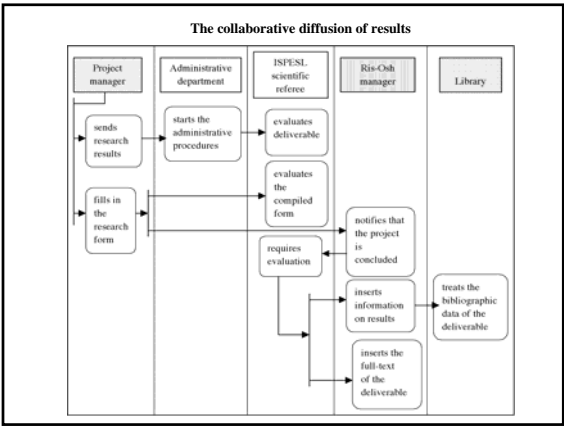 The collaborative diffusion of results
Project
manager
Administrative
department
ISPESL
scientific
referee
Ris-Osh
manager
Library
sends
research
results
starts the
administrative
procedures
evaluates
deliverable
fills in
the
research
form
evaluates
the
compiled
form
notifies that
the project
is
concluded
requires
evaluation
inserts
information
on results
treats the
bibliographic
data of the
deliverable
inserts the
full-text
of the
deliverable